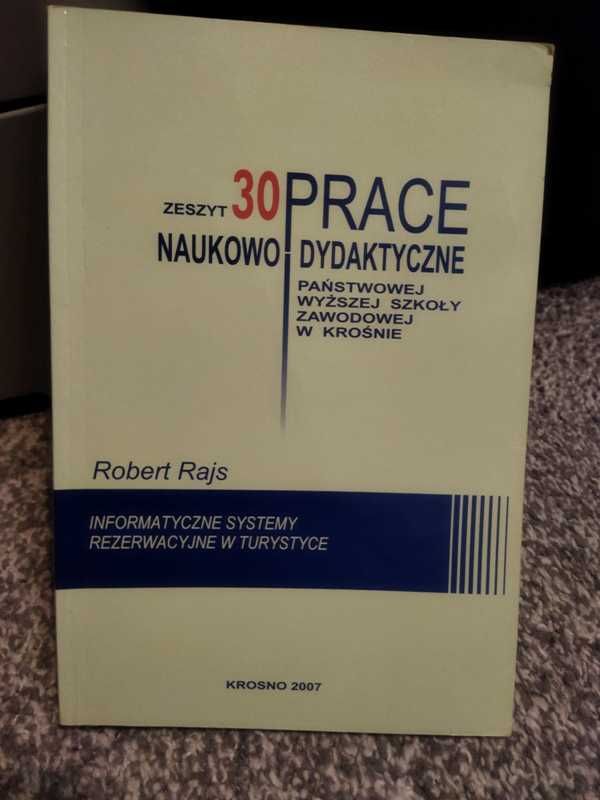 ZESZYT 30 PRACE
NAUKOWO-DYDAKTYCZNE
PAŃSTWOWEJ
WYŻSZEJ SZKOŁY
ZAWODOWEJ
W KROŚNIE
Robert Rajs
INFORMATYCZNE SYSTEMY
REZERWACYJNE W TURYSTYCE
KROSNO 2007